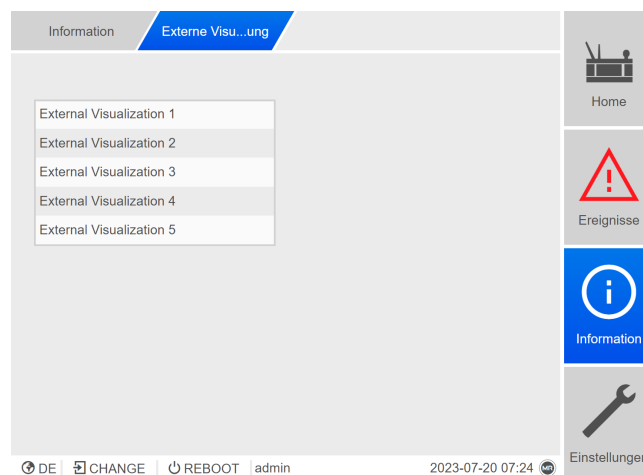 Information
Externe Visu...ung
External Visualization 1
External Visualization 2
External Visualization 3
External Visualization 4
External Visualization 5
Home
Ereignisse
Information
Einstellungen
DE CHANGE REBOOT admin 2023-07-20 07:24 MR